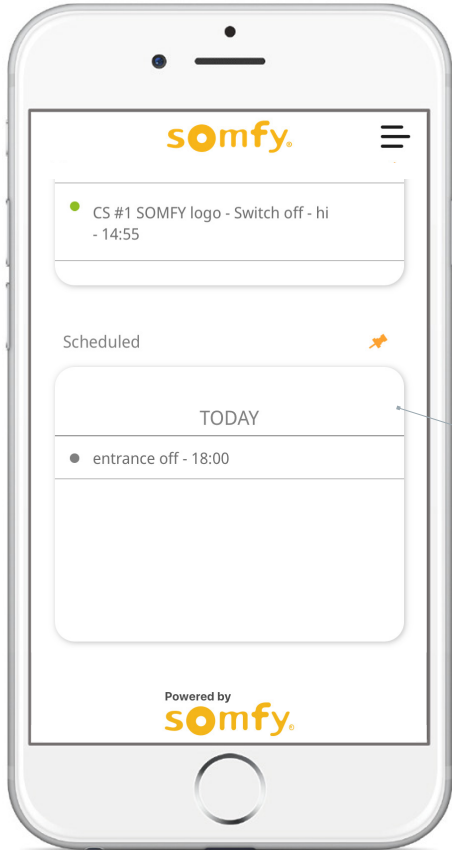 somfy®
CS #1 SOMFY logo - Switch off - hi
- 14:55
Scheduled
TODAY
entrance off - 18:00
Powered by
somfy®